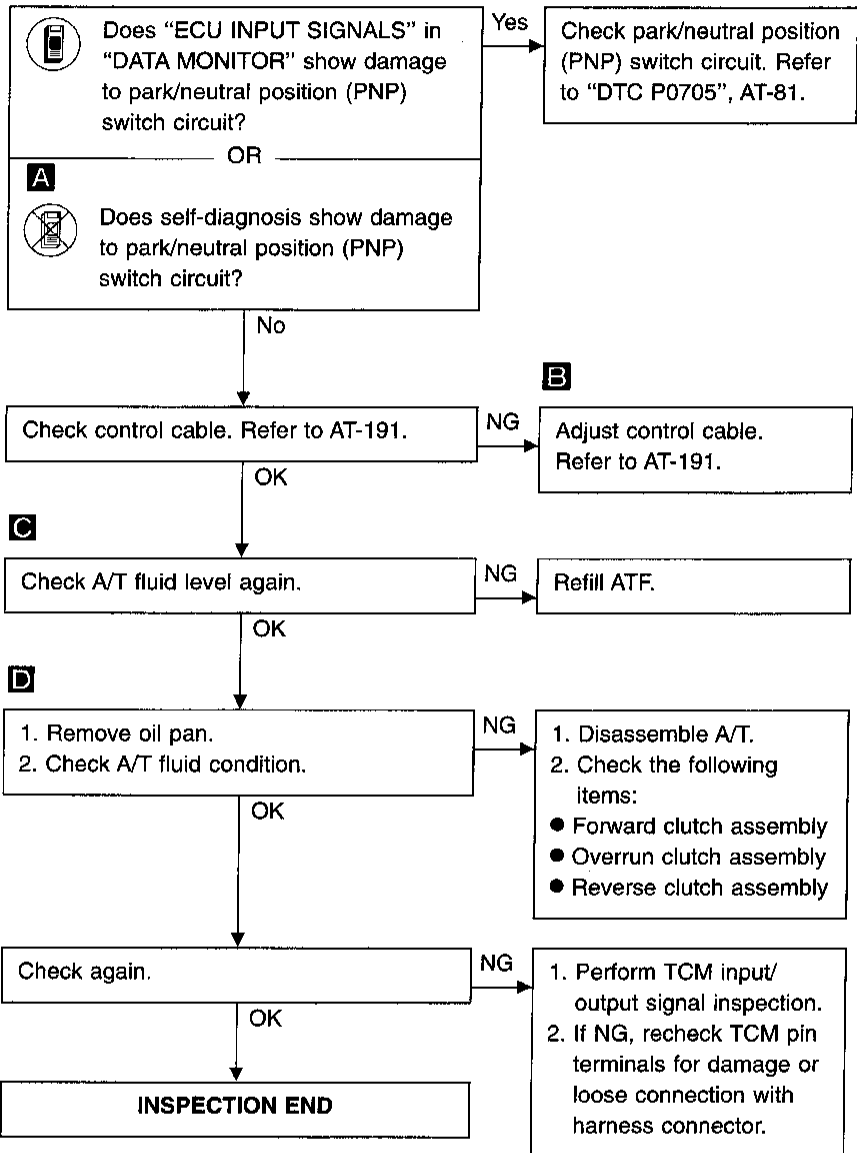 Does “ECU INPUT SIGNALS” in
“DATA MONITOR” show damage
to park/neutral position (PNP)
switch circuit?
Yes
Check park/neutral position
(PNP) switch circuit. Refer
to “DTC P0705”, AT-81.
OR
A
Does self-diagnosis show damage
to park/neutral position (PNP)
switch circuit?
No
B
Check control cable. Refer to AT-191.
NG
Adjust control cable.
Refer to AT-191.
OK
C
Check A/T fluid level again.
NG
Refill ATF.
OK
D
1. Remove oil pan.
2. Check A/T fluid condition.
NG
1. Disassemble A/T.
2. Check the following
items:
● Forward clutch assembly
● Overrun clutch assembly
● Reverse clutch assembly
OK
Check again.
NG
1. Perform TCM input/
output signal inspection.
2. If NG, recheck TCM pin
terminals for damage or
loose connection with
harness connector.
OK
INSPECTION END